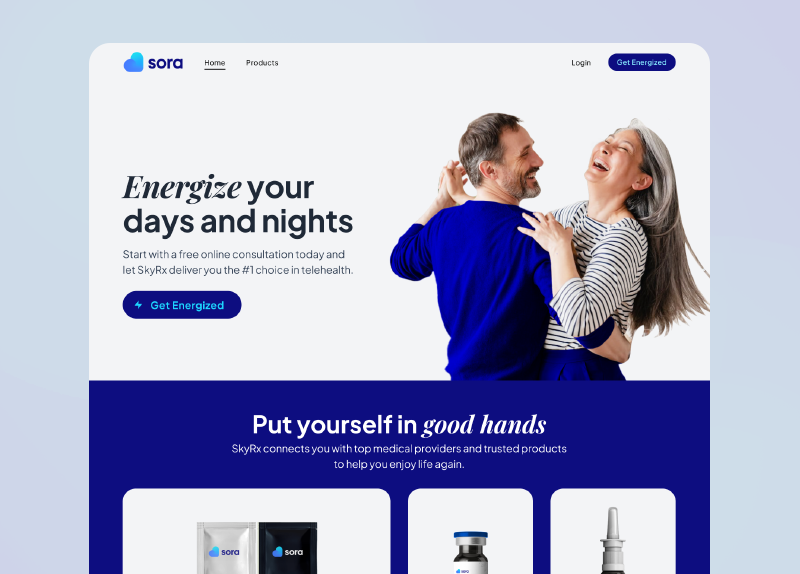 sora
Home
Products
Login
Get Energized
Energize your
days and nights
Start with a free online consultation today and
let SkyRx deliver you the #1 choice in telehealth.
Get Energized
Put yourself in good hands
SkyRx connects you with top medical providers and trusted products
to help you enjoy life again.
sora
sora
sora